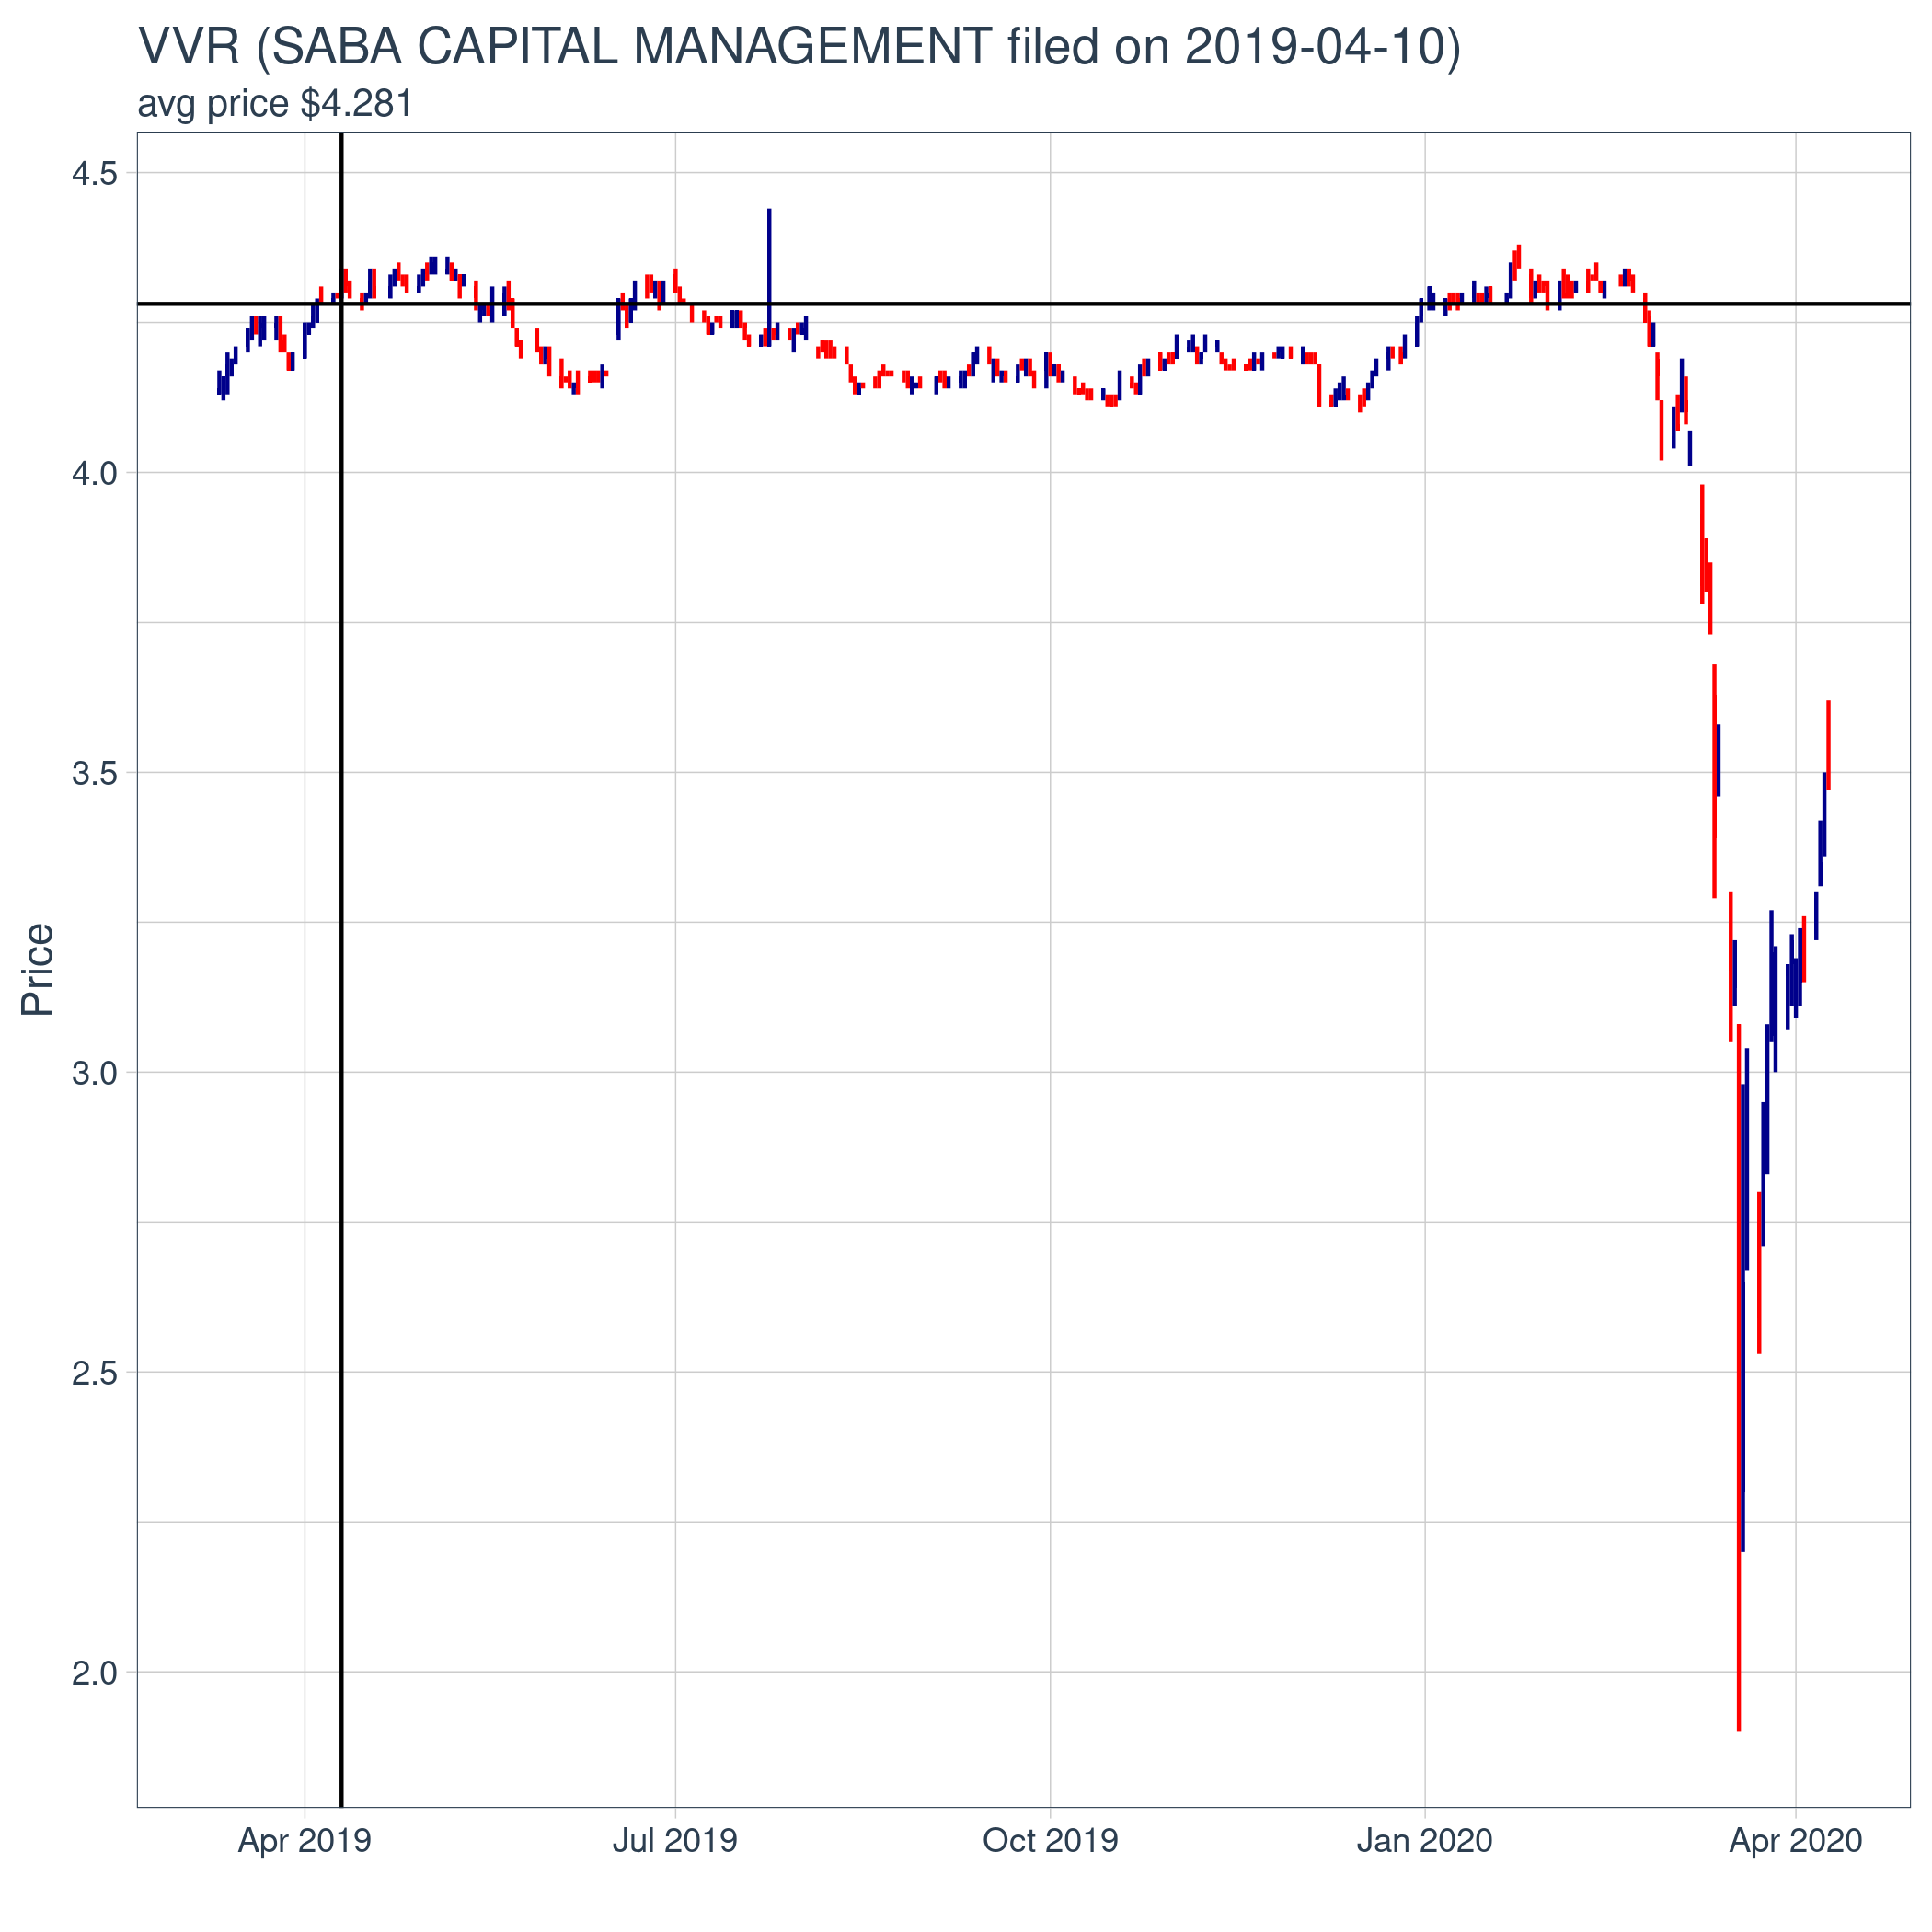 VVR (SABA CAPITAL MANAGEMENT filed on 2019-04-10)
avg price $4.281
4.5
4.0
3.5
3.0
2.5
2.0
Price
Apr 2019
Jul 2019
Oct 2019
Jan 2020
Apr 2020